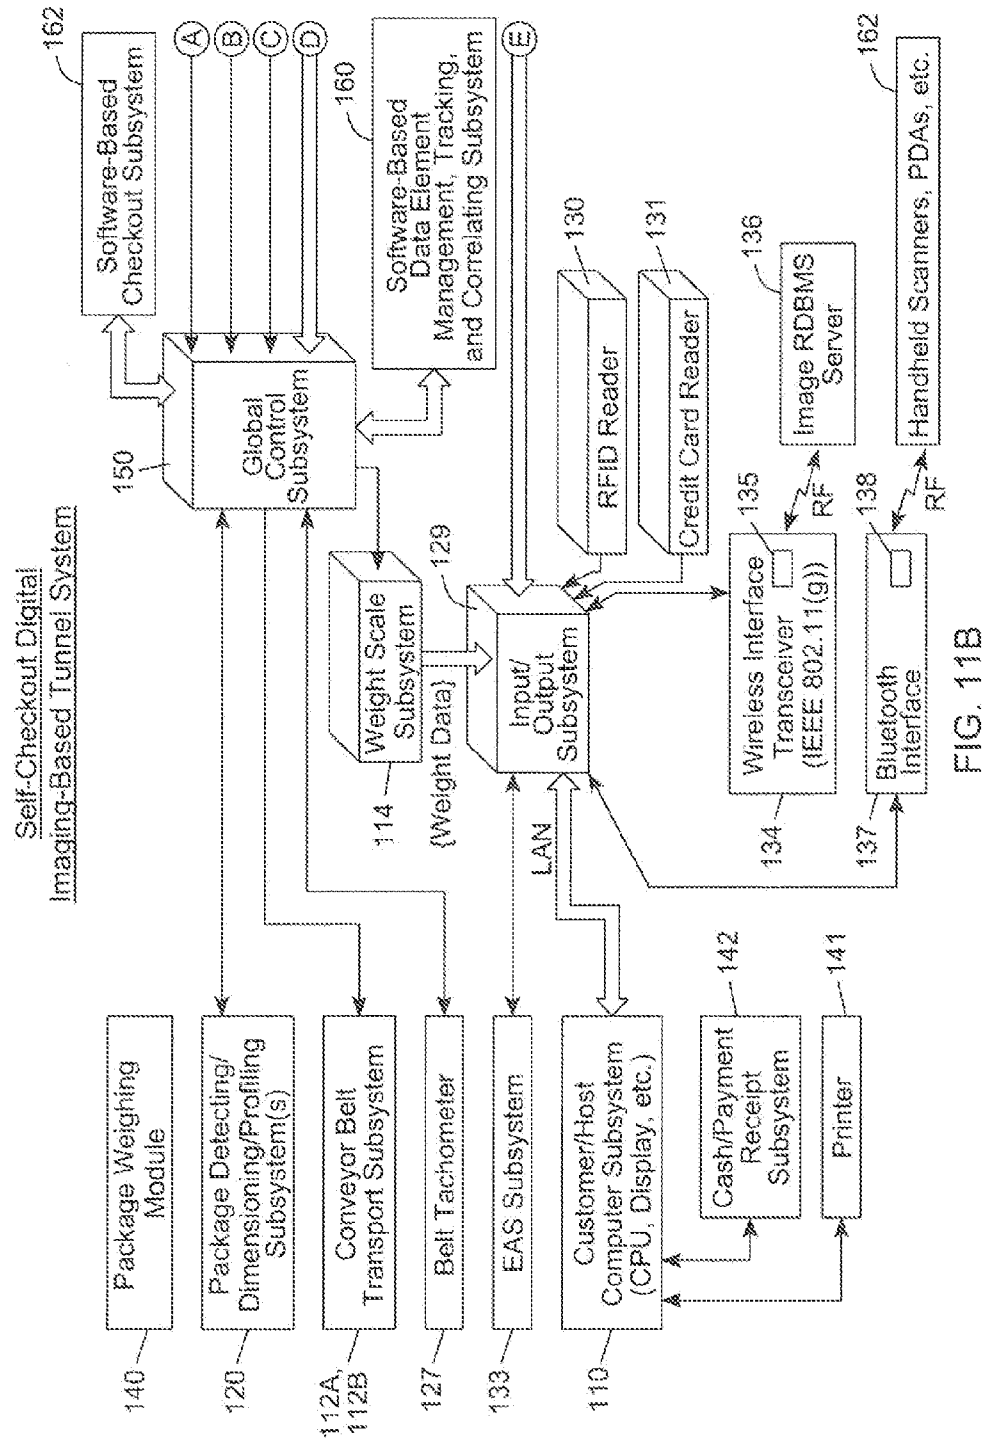 Self-Checkout Digital
Imaging-Based Tunnel System
140
Package Weighing
Module
120
Package Detecting/
Dimensioning/Profiling
Subsystem(s)
112A,
112B
Conveyor Belt
Transport Subsystem
127
Belt Tachometer
133
EAS Subsystem
110
Customer/Host
Computer Subsystem
(CPU, Display, etc.)
142
Cash/Payment
Receipt
Subsystem
141
Printer
150
Global
Control
Subsystem
114
Weight Scale
Subsystem
{Weight Data}
129
Input/
Output
Subsystem
LAN
162
Software-Based
Checkout Subsystem
A
B
C
D
160
Software-Based
Data Element
Management, Tracking,
and Correlating Subsystem
E
130
RFID Reader
131
Credit Card Reader
134
Wireless Interface
Transceiver
(IEEE 802.11(g))
135
RF
136
Image RDBMS
Server
137
Bluetooth
Interface
138
RF
162
Handheld Scanners, PDAs, etc.
FIG. 11B